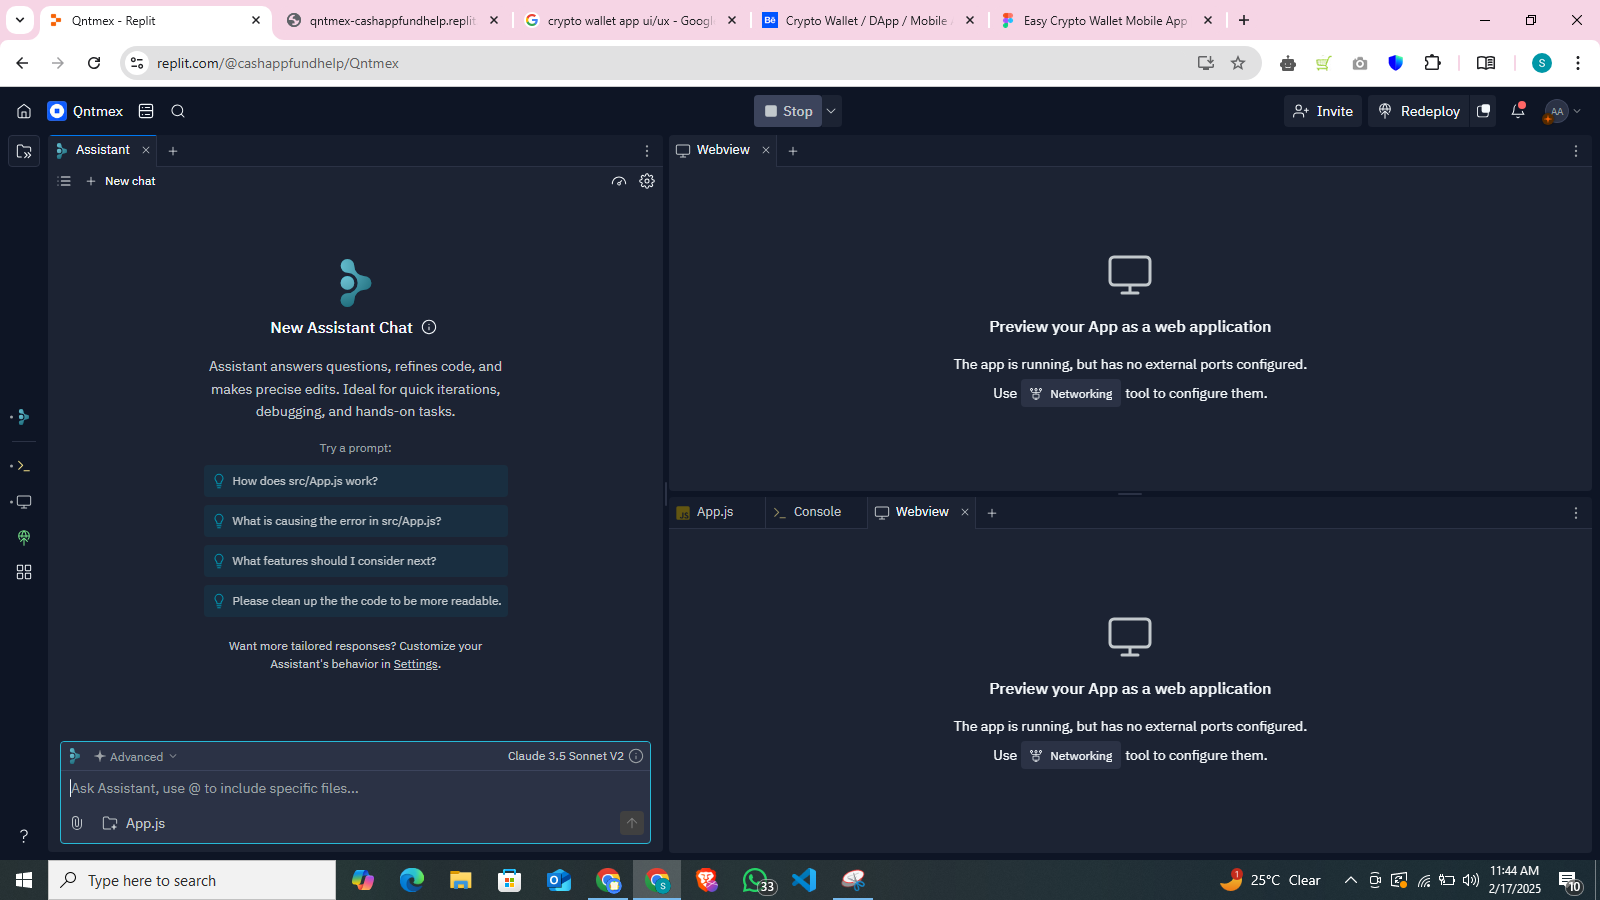 Qntmex - Replit
qntmex-cashappfundhelp.replit
crypto wallet app ui/ux - Google
Crypto Wallet / DApp / Mobile
Easy Crypto Wallet Mobile App
replit.com/@cashappfundhelp/Qntmex
S
Qntmex
Stop
Invite
Redeploy
AA
Assistant
New chat
New Assistant Chat
Assistant answers questions, refines code, and
makes precise edits. Ideal for quick iterations,
debugging, and hands-on tasks.
Try a prompt:
How does src/App.js work?
What is causing the error in src/App.js?
What features should I consider next?
Please clean up the the code to be more readable.
Want more tailored responses? Customize your
Assistant's behavior in Settings.
Advanced
Claude 3.5 Sonnet V2
Ask Assistant, use @ to include specific files...
App.js
Webview
Preview your App as a web application
The app is running, but has no external ports configured.
Use Networking tool to configure them.
App.js
Console
Webview
Preview your App as a web application
The app is running, but has no external ports configured.
Use Networking tool to configure them.
?
Type here to search
S
33
1
25°C Clear
11:44 AM
2/17/2025
10